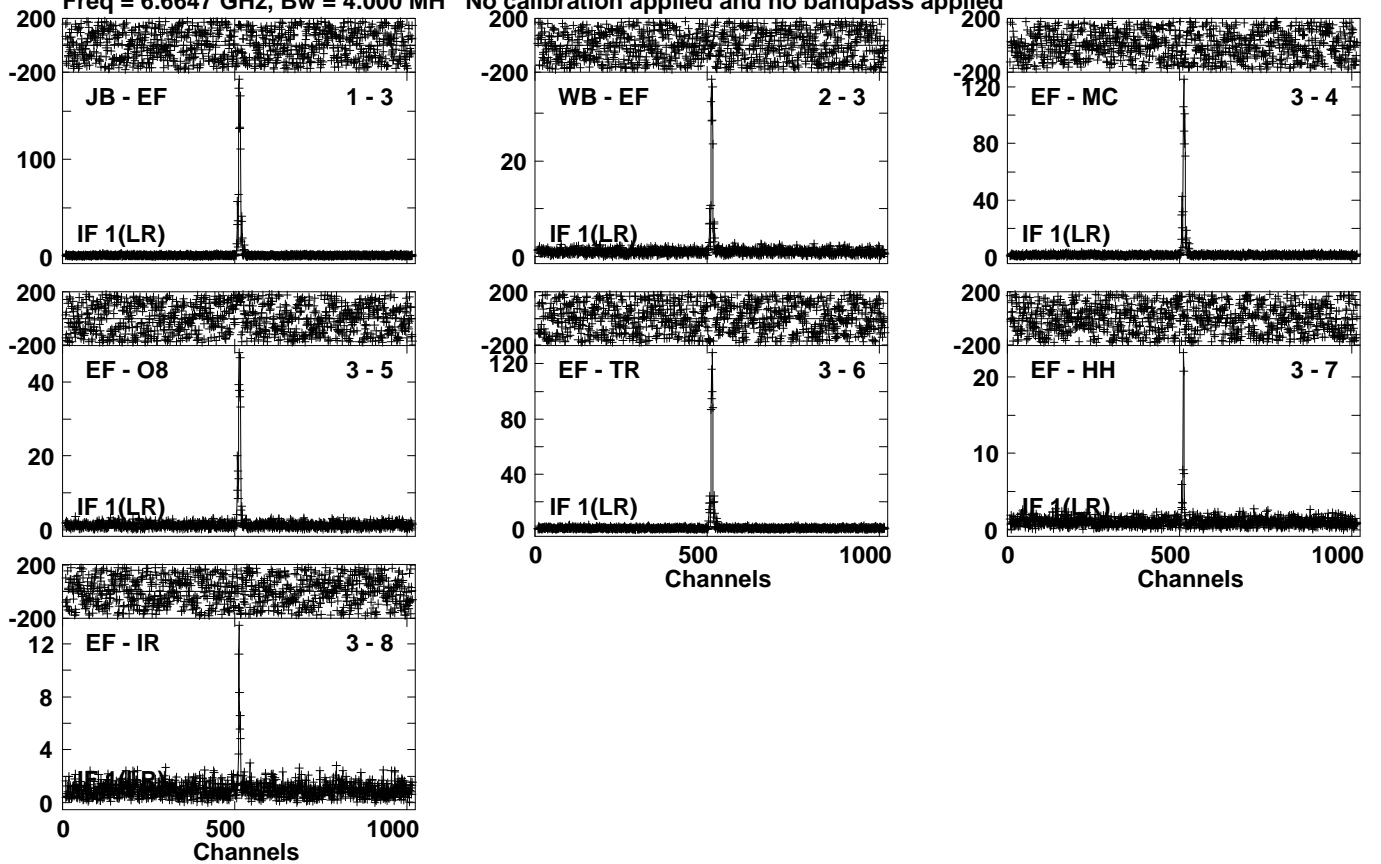 Freq = 6.6647 GHz, Bw = 4.000 MH No calibration applied and no bandpass applied
200
-200
JB - EF 1 - 3
100
IF 1(LR)
0
200
WB - EF 2 - 3
20
IF 1(LR)
0
200
-200
120
EF - MC 3 - 4
80
40
IF 1(LR)
0
200
-200
EF - O8 3 - 5
40
20
IF 1(LR)
0
200
-200
120
EF - TR 3 - 6
80
40
IF 1(LR)
0
0 500 1000
Channels
200
-200
EF - HH 3 - 7
20
10
IF 1(LR)
0
0 500 1000
Channels
200
-200
12
EF - IR 3 - 8
8
4
IF 1(LR)
0
0 500 1000
Channels